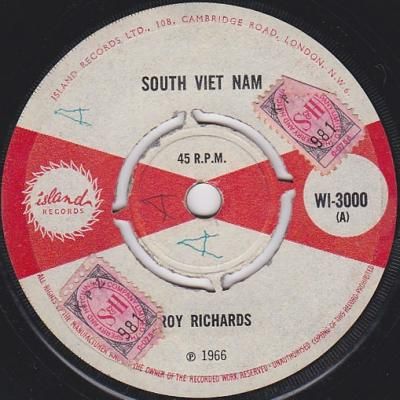 ISLAND RECORDS LTD., 108, CAMBRIDGE ROAD, LONDON, N.W.6.
SOUTH VIET NAM
S&H
981
45 R.P.M.
island
RECORDS
WI-3000
(A)
A
A
A
S&H
981
ROY RICHARDS
℗ 1966
ALL RIGHTS OF THE MANUFACTURER AND OF THE OWNER OF THE RECORDED WORK RESERVED • UNAUTHORISED COPYING OF THIS RECORD PROHIBITED